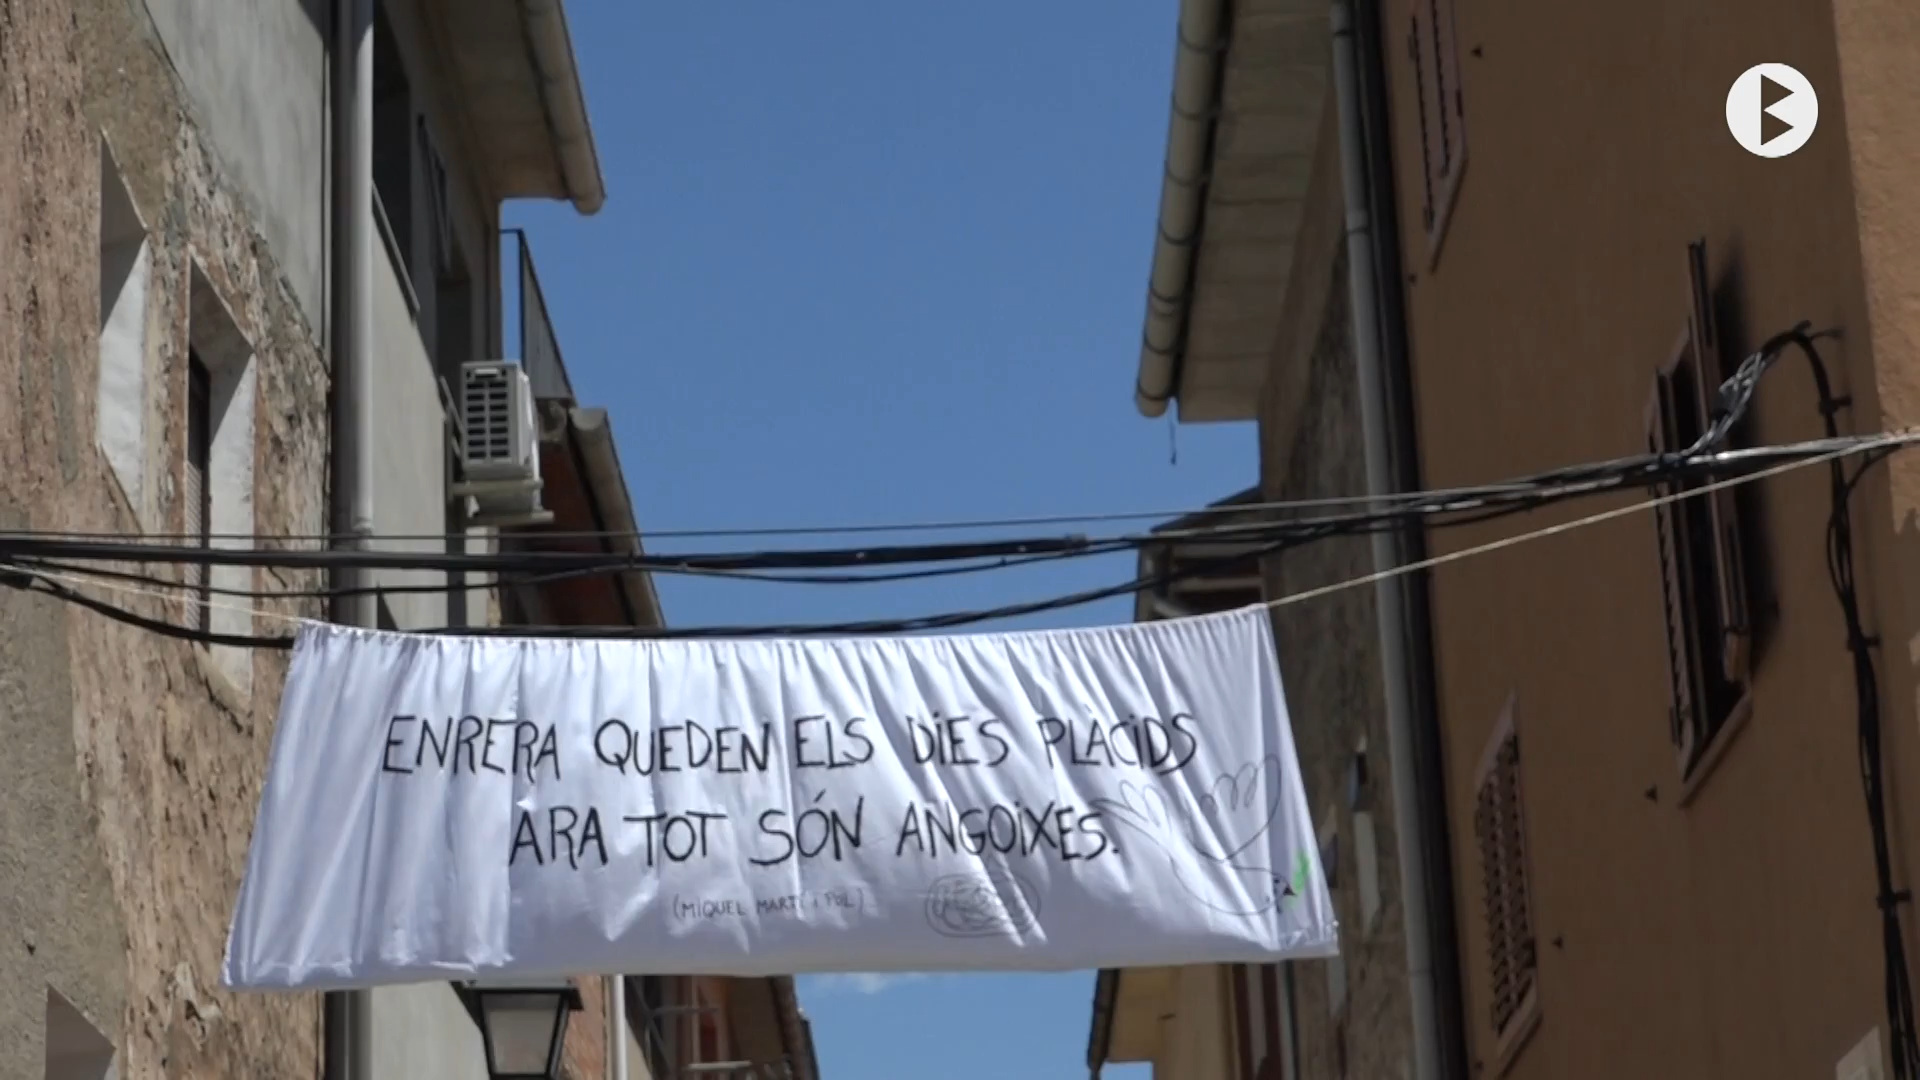 ENRERA QUEDEN ELS DIES PLÀCIDS
ARA TOT SÓN ANGOIXES.
(MIQUEL MARTÍ i POL)